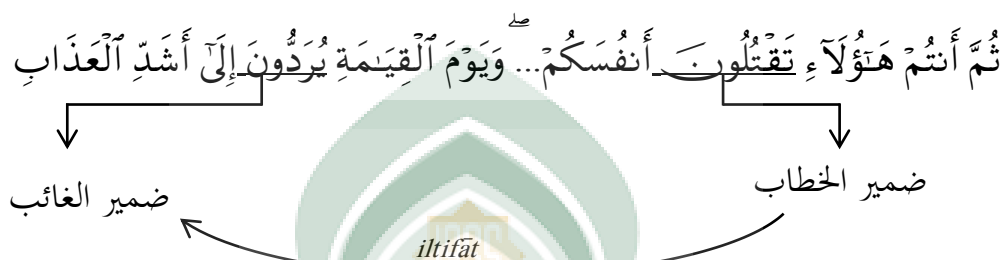 ثُمَّ أَنتُمْ هَـٰٓؤُلَآءِ تَقْتُلُونَ أَنفُسَكُمْ... ۖ وَيَوْمَ ٱلْقِيَـٰمَةِ يُرَدُّونَ إِلَىٰٓ أَشَدِّ ٱلْعَذَابِ
ضمير الخطاب
ضمير الغائب
iltifāt